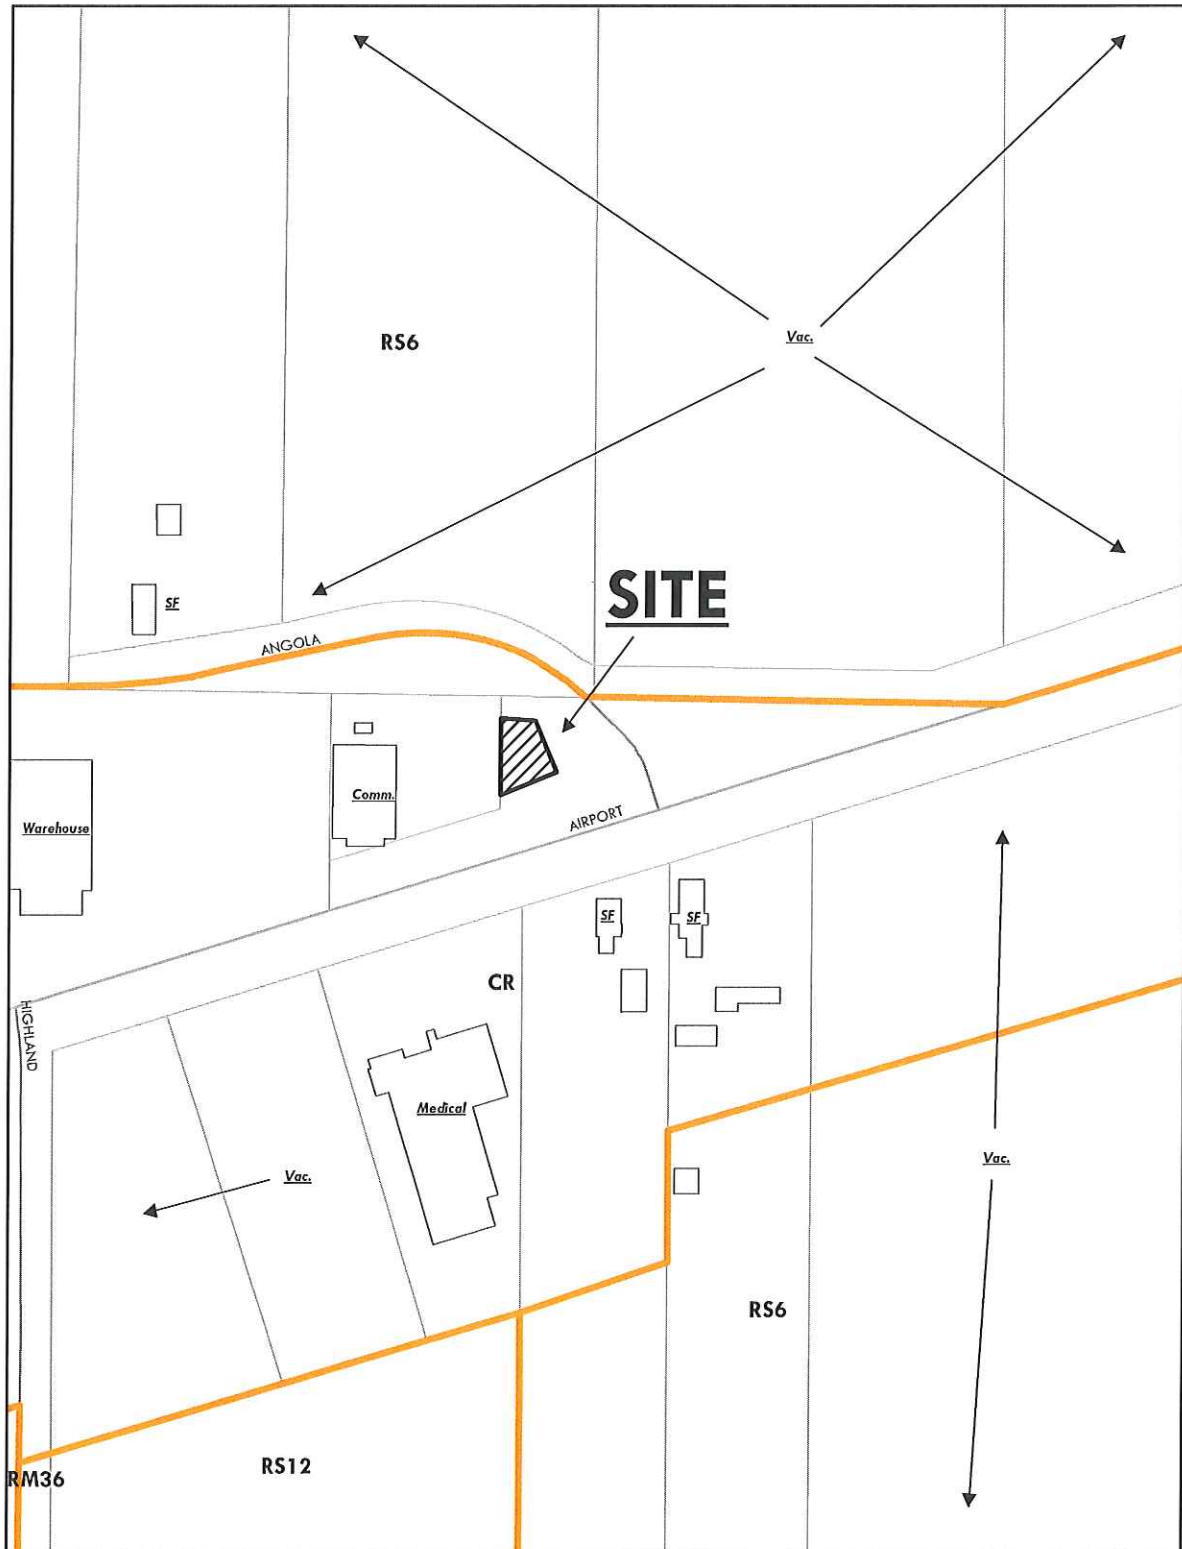 Vac.
RS6
SITE
SF
ANGOLA
Comm.
AIRPORT
Warehouse
SF
SF
CR
HIGHLAND
Medical
Vac.
Vac.
RS6
RS12
RM36